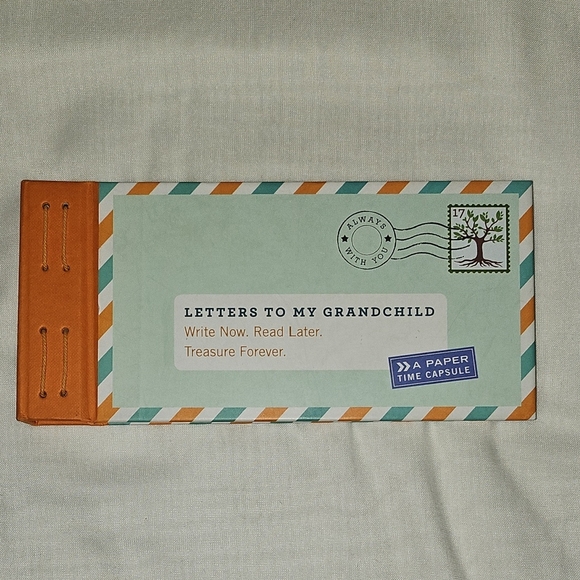 17
ALWAYS
WITH YOU
LETTERS TO MY GRANDCHILD
Write Now. Read Later.
Treasure Forever.
A PAPER
TIME CAPSULE